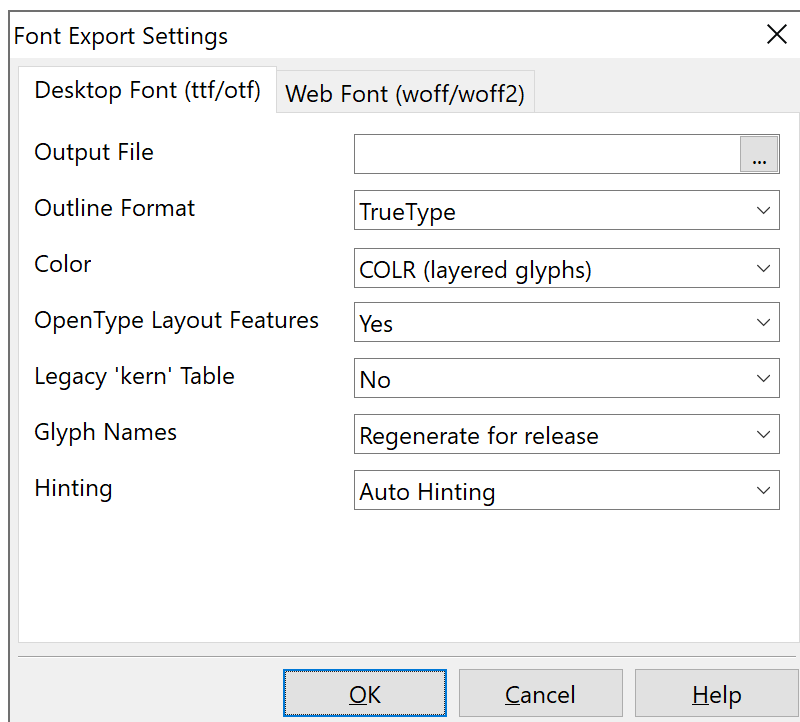 Font Export Settings
Desktop Font (ttf/otf) Web Font (woff/woff2)
Output File ...
Outline Format TrueType
Color COLR (layered glyphs)
OpenType Layout Features Yes
Legacy 'kern' Table No
Glyph Names Regenerate for release
Hinting Auto Hinting
OK Cancel Help